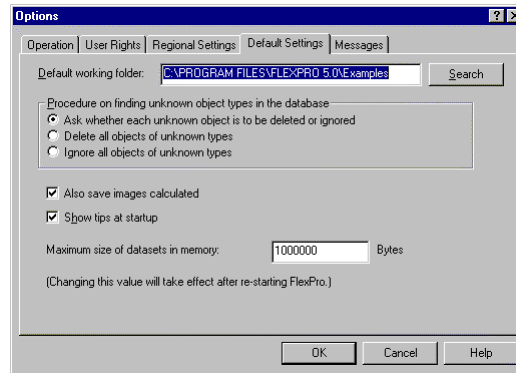 Options
Operation User Rights Regional Settings Default Settings Messages
Default working folder: C:\PROGRAM FILES\FLEXPRO 5.0\Examples Search
Procedure on finding unknown object types in the database
Ask whether each unknown object is to be deleted or ignored
Delete all objects of unknown types
Ignore all objects of unknown types
Also save images calculated
Show tips at startup
Maximum size of datasets in memory: 1000000 Bytes
(Changing this value will take effect after re-starting FlexPro.)
OK Cancel Help